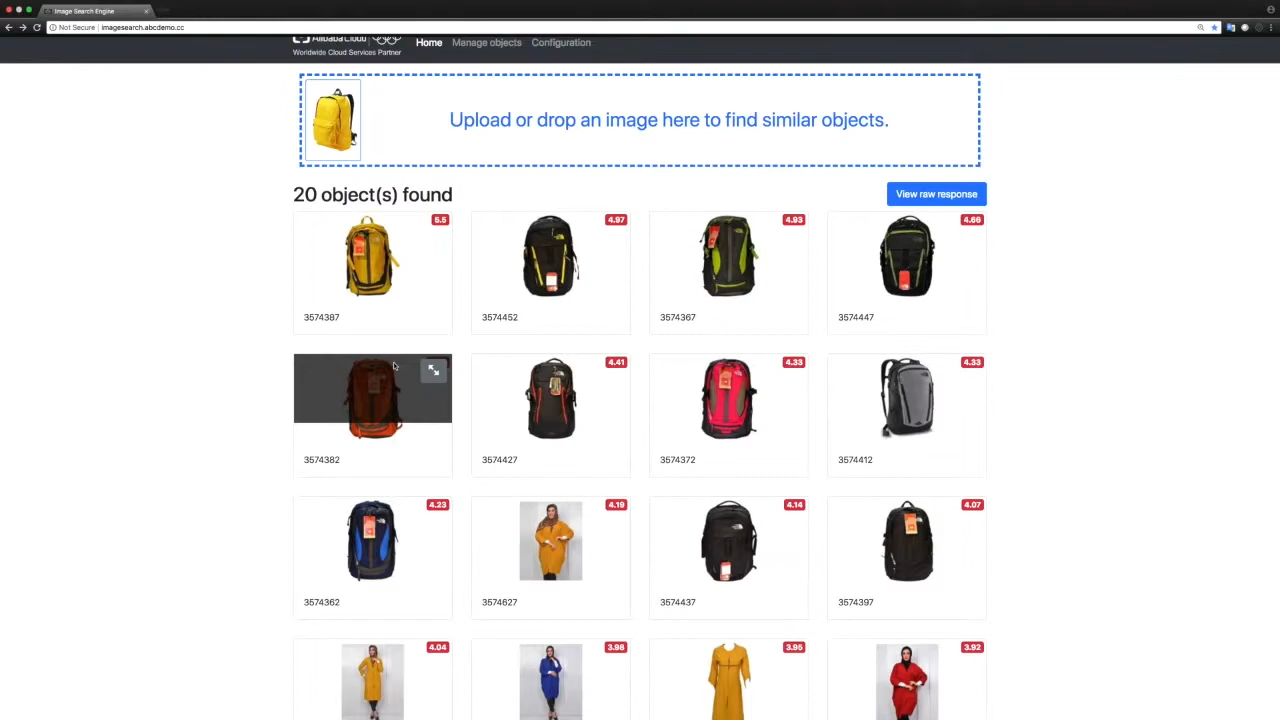 Image Search Engine
Not Secure | imagesearch.abcdemo.cc
Alibaba Cloud
Worldwide Cloud Services Partner
Home Manage objects Configuration
Upload or drop an image here to find similar objects.
20 object(s) found
View raw response
5.5 4.97 4.93 4.66
3574387 3574452 3574367 3574447
4.41 4.33 4.33
3574382 3574427 3574372 3574412
4.23 4.19 4.14 4.07
3574362 3574627 3574437 3574397
4.04 3.98 3.95 3.92